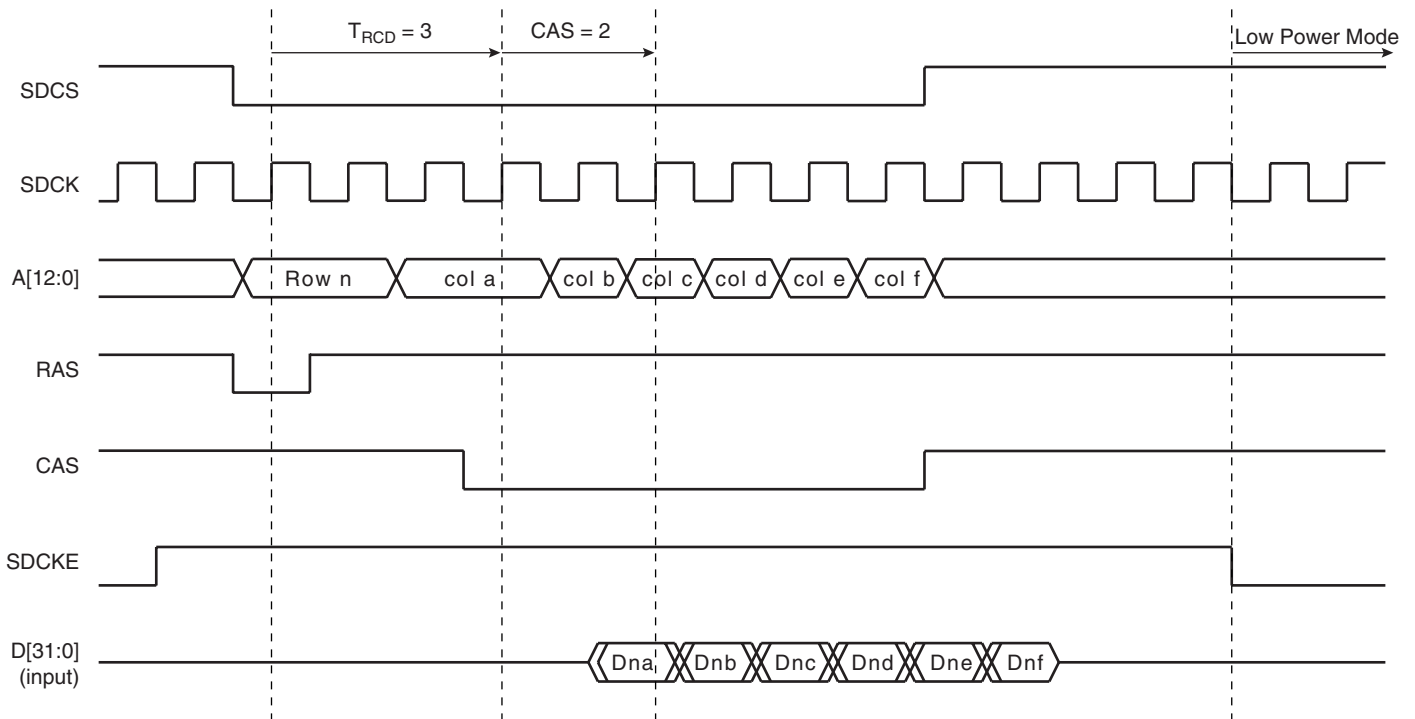 T_RCD = 3
CAS = 2
Low Power Mode
SDCS
SDCK
A[12:0]
Row n
col a
col b
col c
col d
col e
col f
RAS
CAS
SDCKE
D[31:0]
(input)
Dna
Dnb
Dnc
Dnd
Dne
Dnf